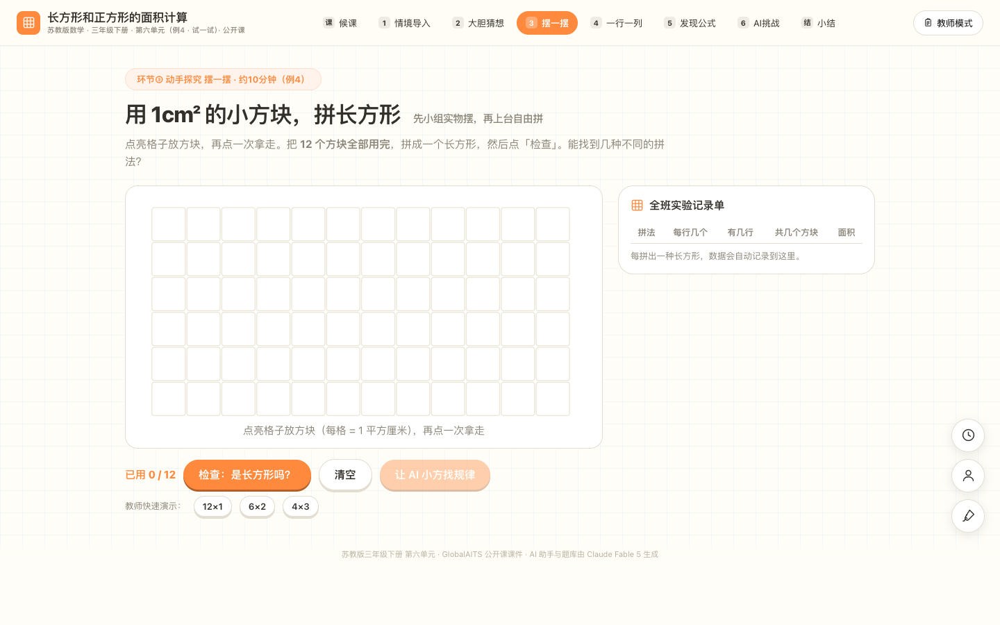 长方形和正方形的面积计算
苏教版数学 · 三年级下册 · 第六单元（例4 · 试一试）· 公开课
课 候课
1 情境导入
2 大胆猜想
3 摆一摆
4 一行一列
5 发现公式
6 AI挑战
结 小结
教师模式
环节③ 动手探究 摆一摆 · 约10分钟（例4）
用 1cm² 的小方块，拼长方形 先小组实物摆，再上台自由拼
点亮格子放方块，再点一次拿走。把 12 个方块全部用完，拼成一个长方形，然后点「检查」。能找到几种不同的拼
法？
点亮格子放方块（每格 = 1 平方厘米），再点一次拿走
全班实验记录单
拼法 每行几个 有几行 共几个方块 面积
每拼出一种长方形，数据会自动记录到这里。
已用 0 / 12 检查：是长方形吗？ 清空 让 AI 小方找规律
教师快速演示： 12×1 6×2 4×3
苏教版三年级下册 第六单元 · GlobalAITS 公开课课件 · AI 助手与题库由 Claude Fable 5 生成